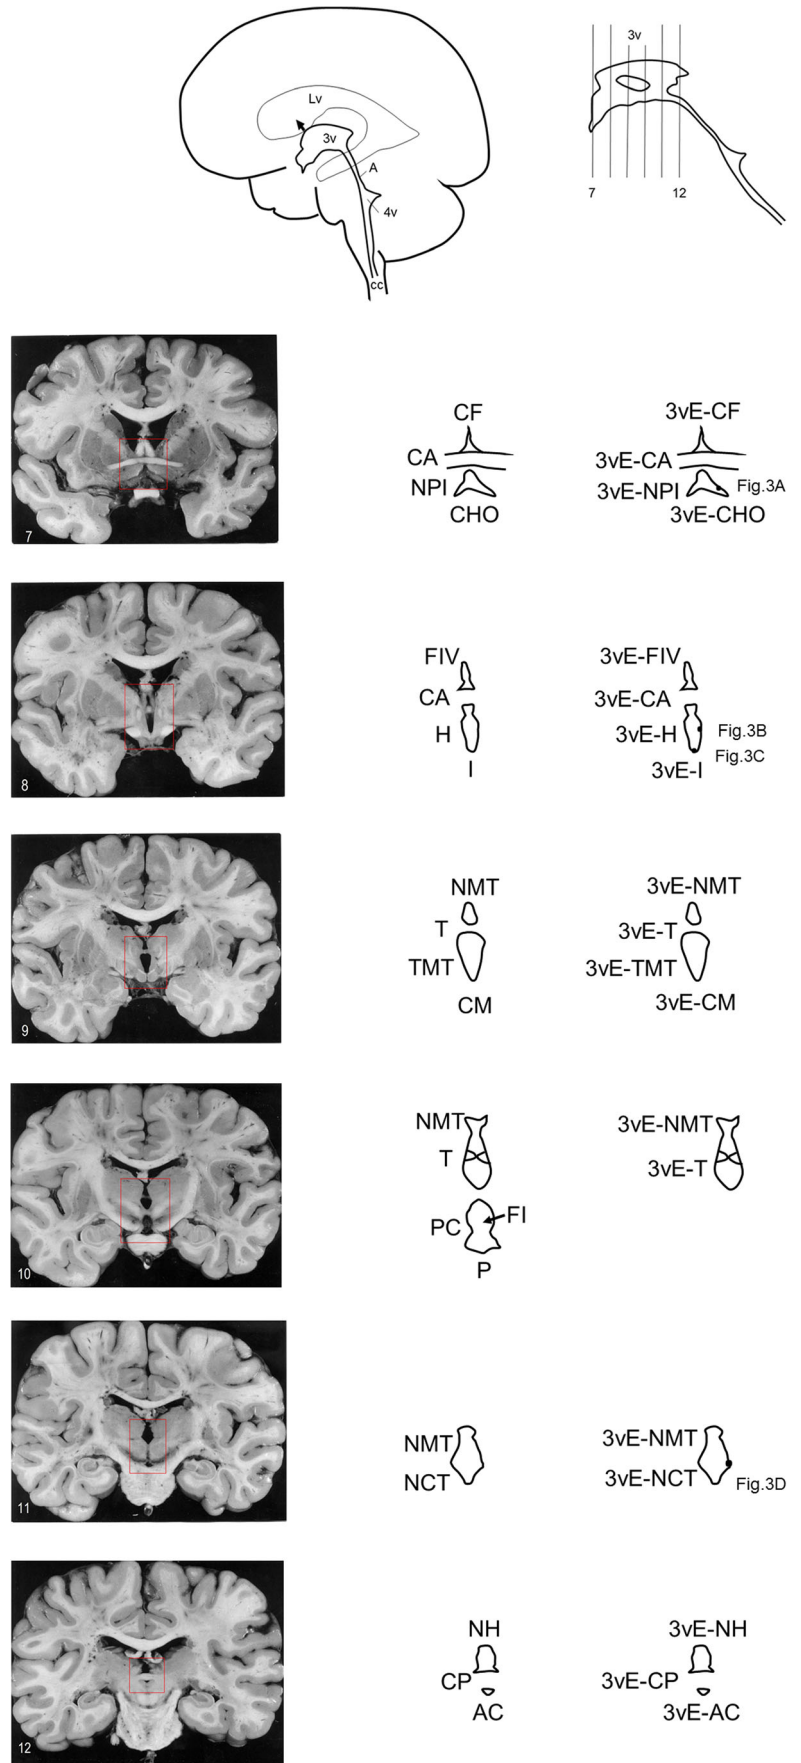 3v
Lv
3v
A
4v
cc
7 12
CF 3vE-CF
CA 3vE-CA
NPI 3vE-NPI Fig.3A
CHO 3vE-CHO
7
FIV 3vE-FIV
CA 3vE-CA
H 3vE-H Fig.3B
Fig.3C
I 3vE-I
8
NMT 3vE-NMT
T 3vE-T
TMT 3vE-TMT
CM 3vE-CM
9
NMT 3vE-NMT
T 3vE-T
FI
PC
P
10
NMT 3vE-NMT
NCT 3vE-NCT Fig.3D
11
NH 3vE-NH
CP 3vE-CP
AC 3vE-AC
12